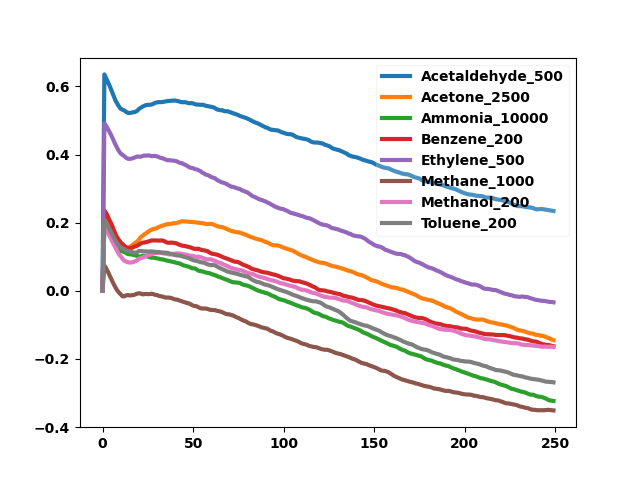 Acetaldehyde_500
Acetone_2500
Ammonia_10000
Benzene_200
Ethylene_500
Methane_1000
Methanol_200
Toluene_200
0.6
0.4
0.2
0.0
−0.2
−0.4
0 50 100 150 200 250